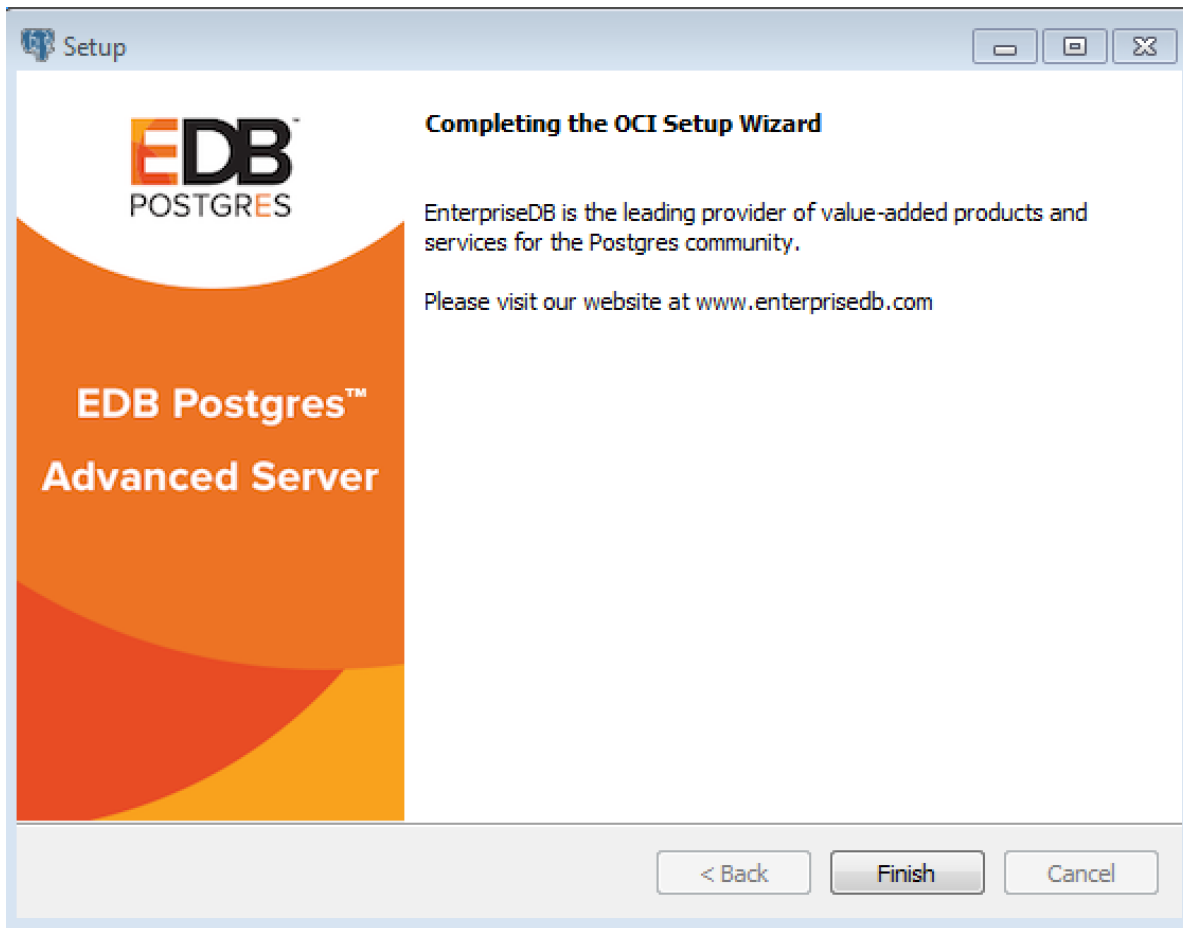 Setup
EDB™
POSTGRES
EDB Postgres™
Advanced Server
Completing the OCI Setup Wizard
EnterpriseDB is the leading provider of value-added products and
services for the Postgres community.
Please visit our website at www.enterprisedb.com
< Back
Finish
Cancel